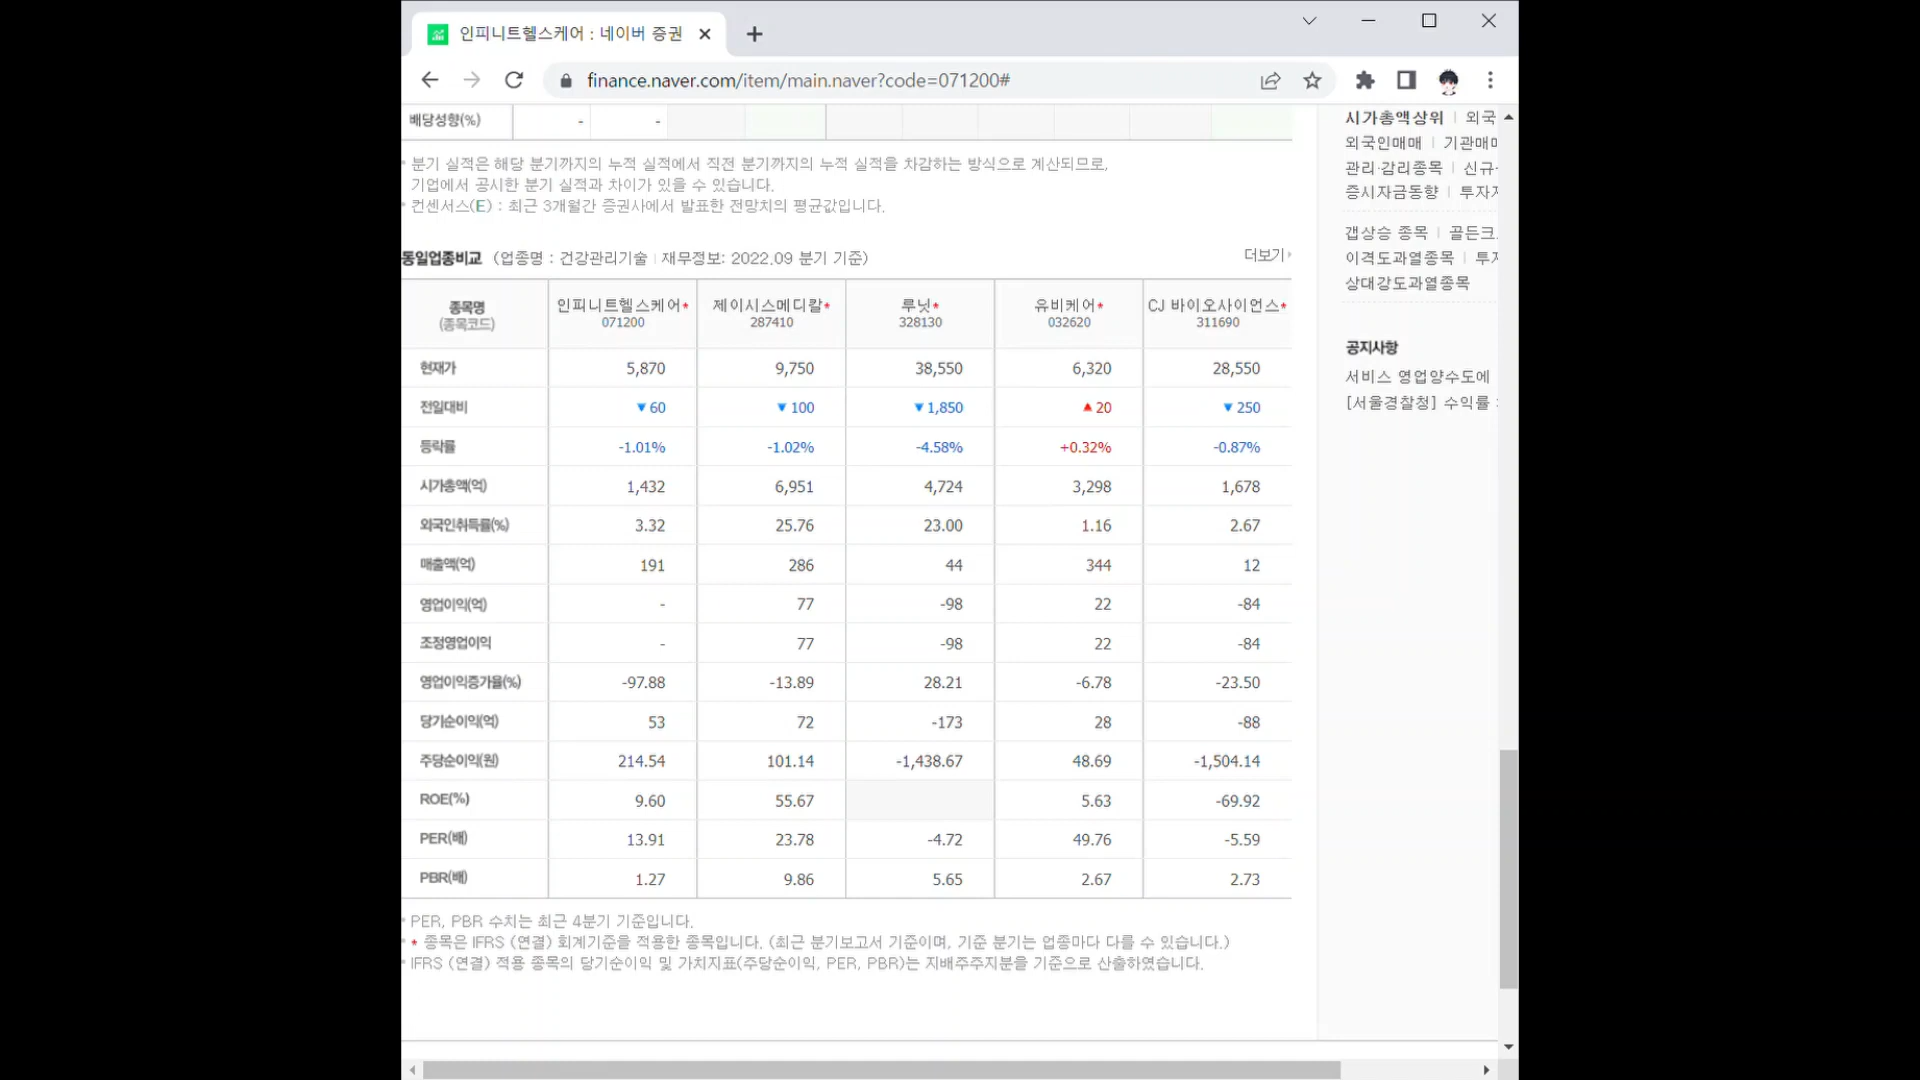 인피니트헬스케어 : 네이버 증권
finance.naver.com/item/main.naver?code=071200#
배당성향(%) - -
* 분기 실적은 해당 분기까지의 누적 실적에서 직전 분기까지의 누적 실적을 차감하는 방식으로 계산되므로,
기업에서 공시한 분기 실적과 차이가 있을 수 있습니다.
* 컨센서스(E) : 최근 3개월간 증권사에서 발표한 전망치의 평균값입니다.
동일업종비교 (업종명 : 건강관리기술 | 재무정보: 2022.09 분기 기준) 더보기
종목명 인피니트헬스케어* 제이시스메디칼* 루닛* 유비케어* CJ 바이오사이언스*
(종목코드) 071200 287410 328130 032620 311690
현재가 5,870 9,750 38,550 6,320 28,550
전일대비 ▼60 ▼100 ▼1,850 ▲20 ▼250
등락률 -1.01% -1.02% -4.58% +0.32% -0.87%
시가총액(억) 1,432 6,951 4,724 3,298 1,678
외국인취득률(%) 3.32 25.76 23.00 1.16 2.67
매출액(억) 191 286 44 344 12
영업이익(억) - 77 -98 22 -84
조정영업이익 - 77 -98 22 -84
영업이익증가율(%) -97.88 -13.89 28.21 -6.78 -23.50
당기순이익(억) 53 72 -173 28 -88
주당순이익(원) 214.54 101.14 -1,438.67 48.69 -1,504.14
ROE(%) 9.60 55.67 5.63 -69.92
PER(배) 13.91 23.78 -4.72 49.76 -5.59
PBR(배) 1.27 9.86 5.65 2.67 2.73
* PER, PBR 수치는 최근 4분기 기준입니다.
* * 종목은 IFRS (연결) 회계기준을 적용한 종목입니다. (최근 분기보고서 기준이며, 기준 분기는 업종마다 다를 수 있습니다.)
* IFRS (연결) 적용 종목의 당기순이익 및 가치지표(주당순이익, PER, PBR)는 지배주주지분을 기준으로 산출하였습니다.
시가총액상위 | 외국
외국인매매 | 기관매
관리·감리종목 | 신규
증시자금동향 | 투자
갭상승 종목 | 골든크
이격도과열종목 | 투
상대강도과열종목
공지사항
서비스 영업양수도에
[서울경찰청] 수익률